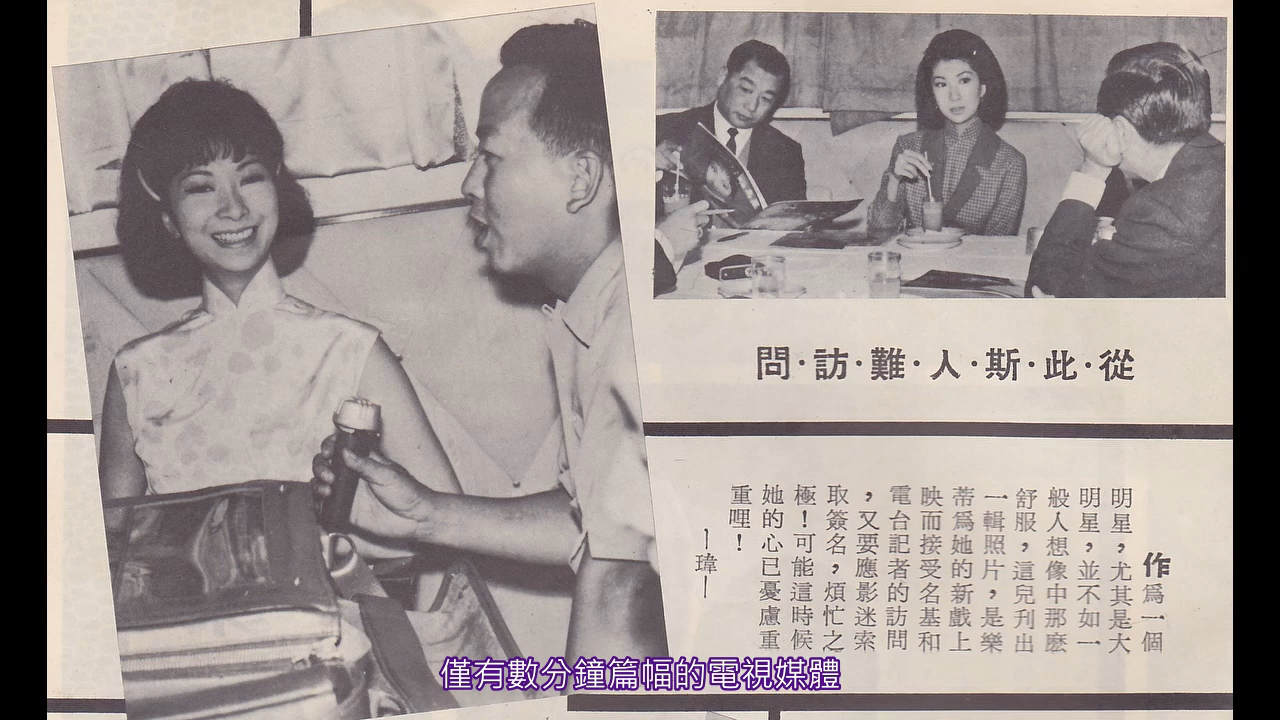 從·此·斯·人·難·訪·問
作爲一個
明星，尤其是大
明星，並不如一
般人想像中那麼
舒服，這兒刊出
一輯照片，是樂
蒂爲她的新戲上
映而接受名基和
電台記者的訪問
，又要應影迷索
取簽名，煩忙之
極！可能這時候
她的心已憂慮重
重哩！
—瑋—
僅有數分鐘篇幅的電視媒體